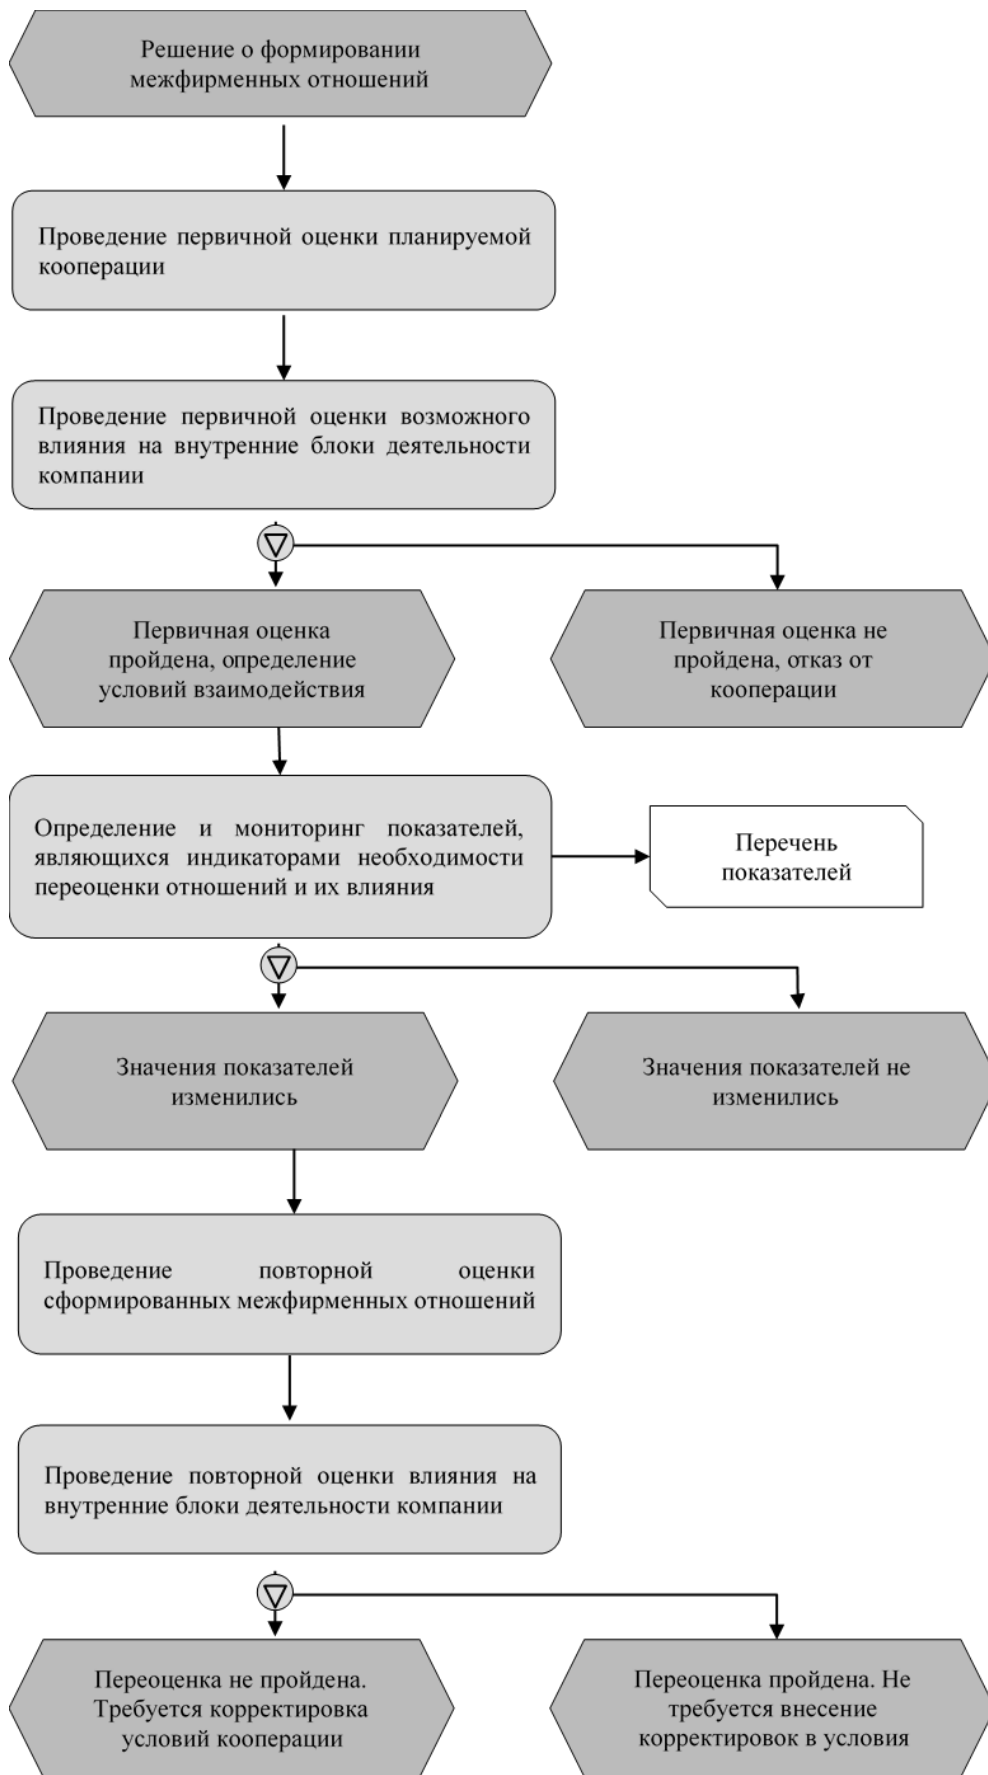 Решение о формировании
межфирменных отношений
Проведение первичной оценки планируемой
кооперации
Проведение первичной оценки возможного
влияния на внутренние блоки деятельности
компании
Первичная оценка
пройдена, определение
условий взаимодействия
Первичная оценка не
пройдена, отказ от
кооперации
Определение и мониторинг показателей,
являющихся индикаторами необходимости
переоценки отношений и их влияния
Перечень
показателей
Значения показателей
изменились
Значения показателей не
изменились
Проведение повторной оценки
сформированных межфирменных отношений
Проведение повторной оценки влияния на
внутренние блоки деятельности компании
Переоценка не пройдена.
Требуется корректировка
условий кооперации
Переоценка пройдена. Не
требуется внесение
корректировок в условия